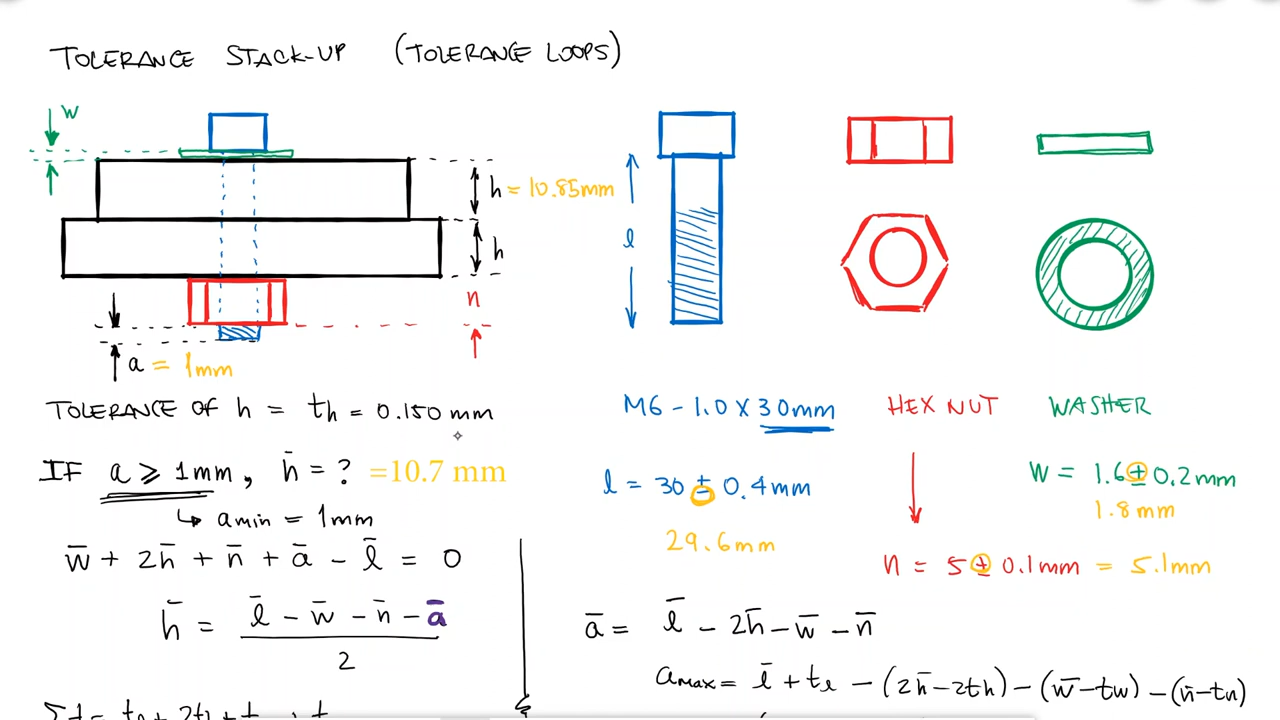 TOLERANCE STACK-UP (TOLERANCE LOOPS)
w
h = 10.85mm
h
n
a = 1mm
l
TOLERANCE OF h = th = 0.150mm
IF a ⩾ 1mm, h̄ = ? =10.7 mm
↳ amin = 1mm
w̄ + 2h̄ + n̄ + ā - l̄ = 0
h̄ = l̄ - w̄ - n̄ - ā
2
M6 - 1.0 x 30mm
HEX NUT
WASHER
l = 30 ± 0.4mm
29.6mm
w = 1.6 ± 0.2mm
1.8mm
n = 5 ± 0.1mm = 5.1mm
ā = l̄ - 2h̄ - w̄ - n̄
amax = l̄ + tl - (2h̄ - 2th) - (w̄ - tw) - (n̄ - tn)